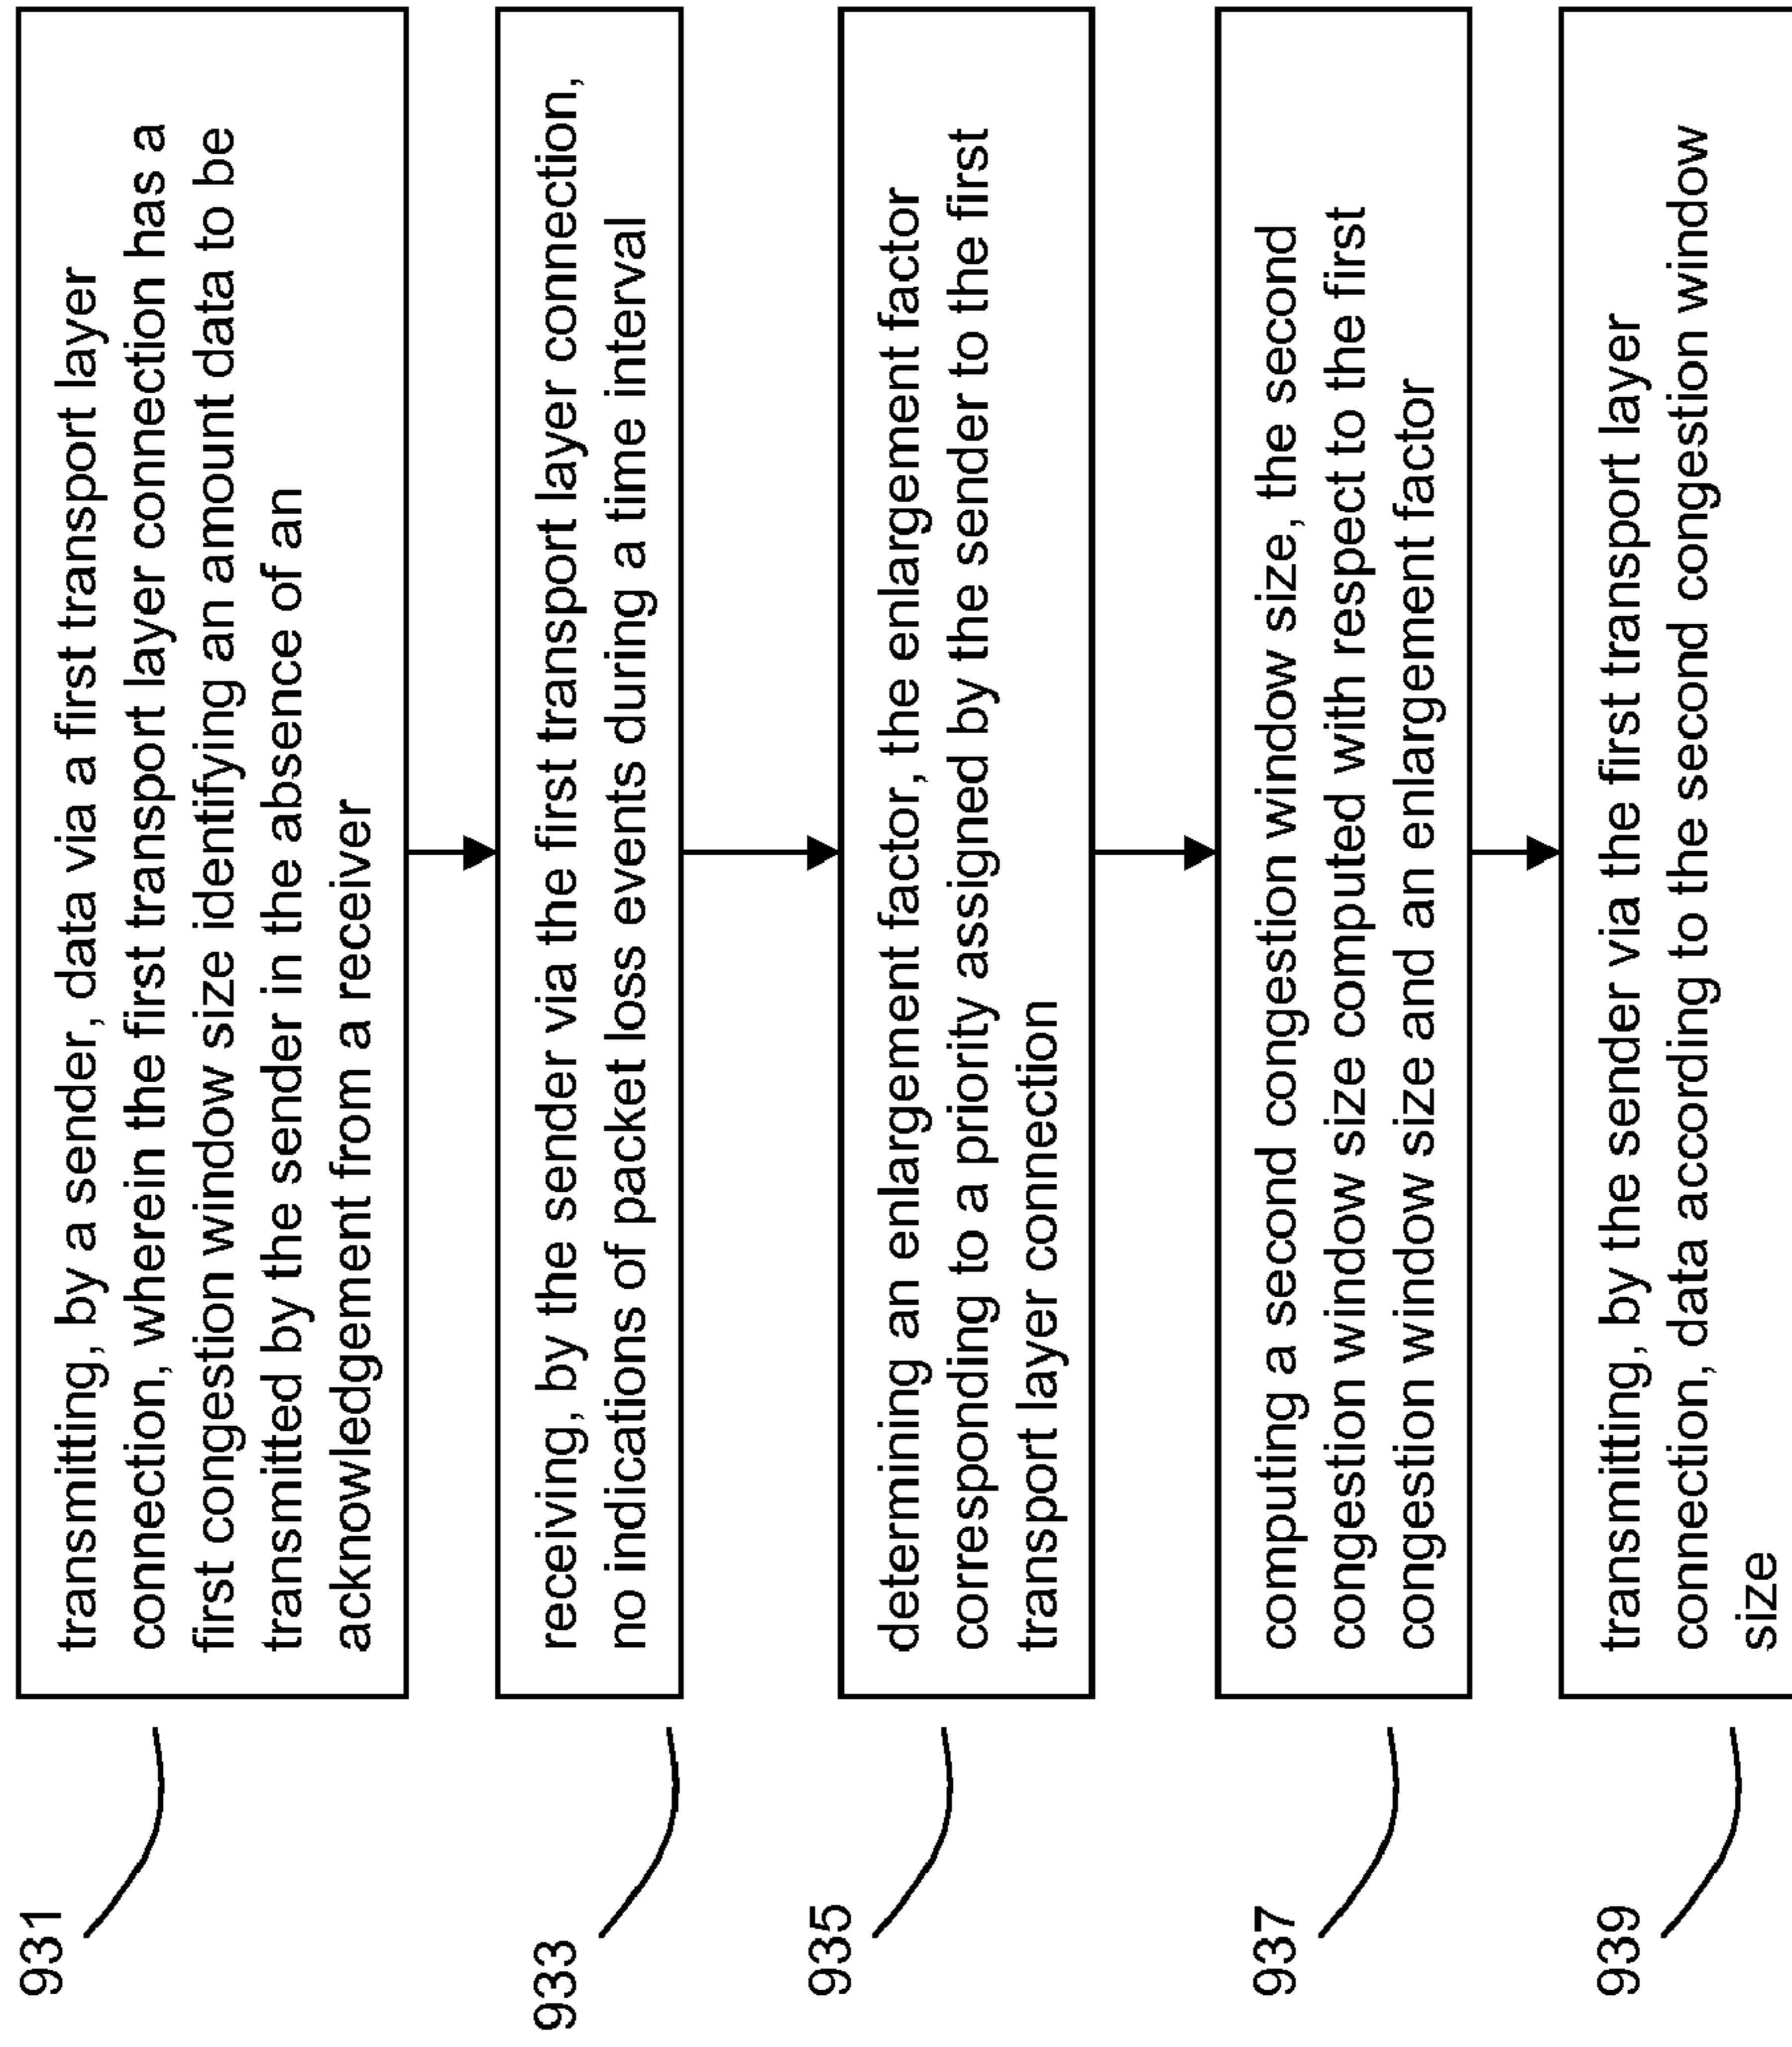 931
transmitting, by a sender, data via a first transport layer
connection, wherein the first transport layer connection has a
first congestion window size identifying an amount data to be
transmitted by the sender in the absence of an
acknowledgement from a receiver
933
receiving, by the sender via the first transport layer connection,
no indications of packet loss events during a time interval
935
determining an enlargement factor, the enlargement factor
corresponding to a priority assigned by the sender to the first
transport layer connection
937
computing a second congestion window size, the second
congestion window size computed with respect to the first
congestion window size and an enlargement factor
939
transmitting, by the sender via the first transport layer
connection, data according to the second congestion window
size